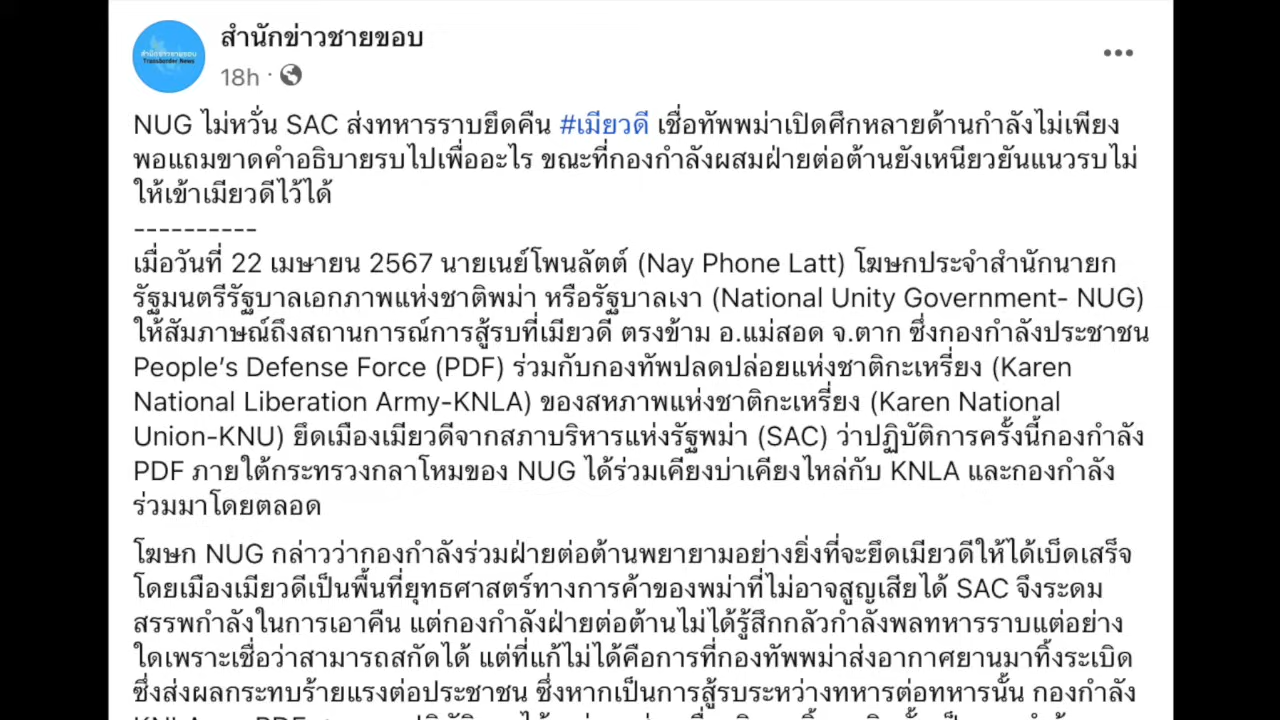 สำนักข่าวชายขอบ
สำนักข่าวชายขอบ
Transborder News
18h ·
NUG ไม่หวั่น SAC ส่งทหารราบยึดคืน #เมียวดี เชื่อทัพพม่าเปิดศึกหลายด้านกำลังไม่เพียง
พอแถมขาดคำอธิบายรบไปเพื่ออะไร ขณะที่กองกำลังผสมฝ่ายต่อต้านยังเหนียวยันแนวรบไม่
ให้เข้าเมียวดีไว้ได้
----------
เมื่อวันที่ 22 เมษายน 2567 นายเนย์โพนลัตต์ (Nay Phone Latt) โฆษกประจำสำนักนายก
รัฐมนตรีรัฐบาลเอกภาพแห่งชาติพม่า หรือรัฐบาลเงา (National Unity Government- NUG)
ให้สัมภาษณ์ถึงสถานการณ์การสู้รบที่เมียวดี ตรงข้าม อ.แม่สอด จ.ตาก ซึ่งกองกำลังประชาชน
People's Defense Force (PDF) ร่วมกับกองทัพปลดปล่อยแห่งชาติกะเหรี่ยง (Karen
National Liberation Army-KNLA) ของสหภาพแห่งชาติกะเหรี่ยง (Karen National
Union-KNU) ยึดเมืองเมียวดีจากสภาบริหารแห่งรัฐพม่า (SAC) ว่าปฏิบัติการครั้งนี้กองกำลัง
PDF ภายใต้กระทรวงกลาโหมของ NUG ได้ร่วมเคียงบ่าเคียงไหล่กับ KNLA และกองกำลัง
ร่วมมาโดยตลอด
โฆษก NUG กล่าวว่ากองกำลังร่วมฝ่ายต่อต้านพยายามอย่างยิ่งที่จะยึดเมียวดีให้ได้เบ็ดเสร็จ
โดยเมืองเมียวดีเป็นพื้นที่ยุทธศาสตร์ทางการค้าของพม่าที่ไม่อาจสูญเสียได้ SAC จึงระดม
สรรพกำลังในการเอาคืน แต่กองกำลังฝ่ายต่อต้านไม่ได้รู้สึกกลัวกำลังพลทหารราบแต่อย่าง
ใดเพราะเชื่อว่าสามารถสกัดได้ แต่ที่แก้ไม่ได้คือการที่กองทัพพม่าส่งอากาศยานมาทิ้งระเบิด
ซึ่งส่งผลกระทบร้ายแรงต่อประชาชน ซึ่งหากเป็นการสู้รบระหว่างทหารต่อทหารนั้น กองกำลัง